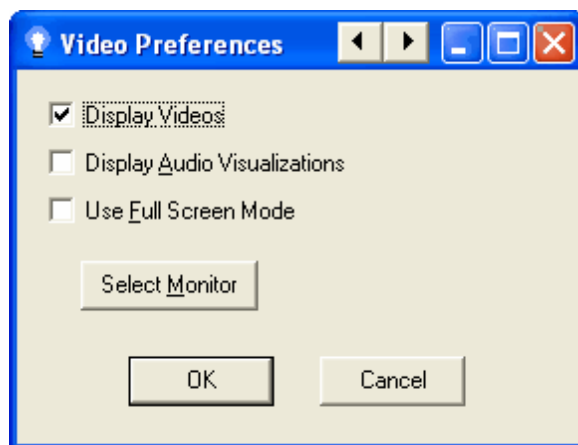 Video Preferences
Display Videos
Display Audio Visualizations
Use Full Screen Mode
Select Monitor
OK Cancel